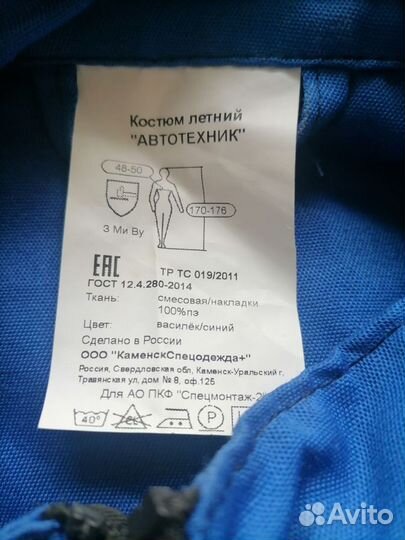 Костюм летний
"АВТОТЕХНИК"
48-50
170-176
З Ми Ву
ЕАС
ТР ТС 019/2011
ГОСТ 12.4.280-2014
Ткань: смесовая/накладки
100%пэ
Цвет: василёк/синий
Сделано в России
ООО "КаменскСпецодежда+"
Россия, Свердловская обл, Каменск-Уральский г,
Травянская ул, дом № 8, оф.125
Для АО ПКФ "Спецмонтаж-2
40°
P
Avito